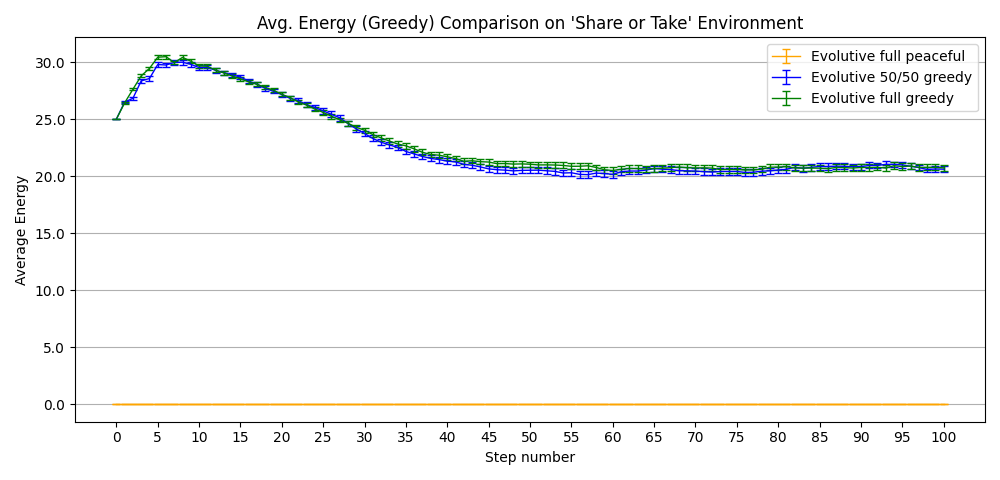 Avg. Energy (Greedy) Comparison on 'Share or Take' Environment
Evolutive full peaceful
Evolutive 50/50 greedy
Evolutive full greedy
Average Energy
30.0
25.0
20.0
15.0
10.0
5.0
0.0
0 5 10 15 20 25 30 35 40 45 50 55 60 65 70 75 80 85 90 95 100
Step number